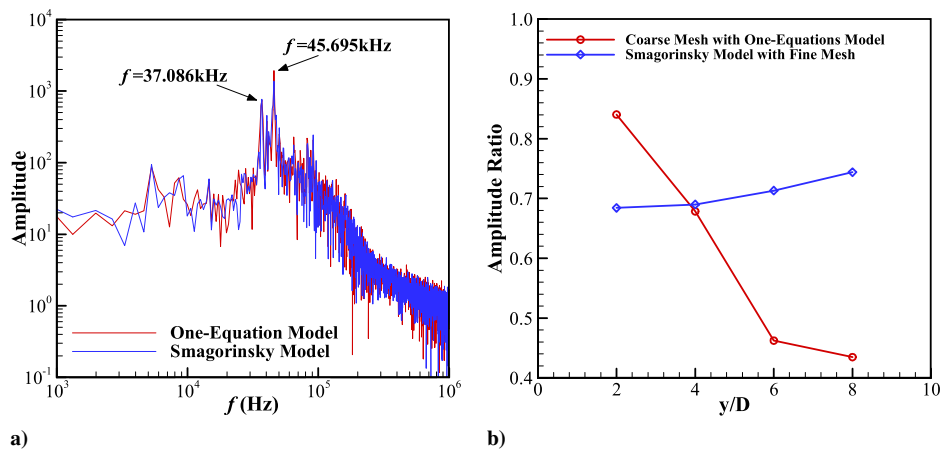 10^4
10^3
10^2
10^1
10^0
10^-1
Amplitude
f=45.695kHz
f=37.086kHz
One-Equation Model
Smagorinsky Model
10^3 10^4 10^5 10^6
f (Hz)
a)
1.0
0.9
0.8
0.7
0.6
0.5
0.4
Amplitude Ratio
Coarse Mesh with One-Equations Model
Smagorinsky Model with Fine Mesh
0 2 4 6 8 10
y/D
b)